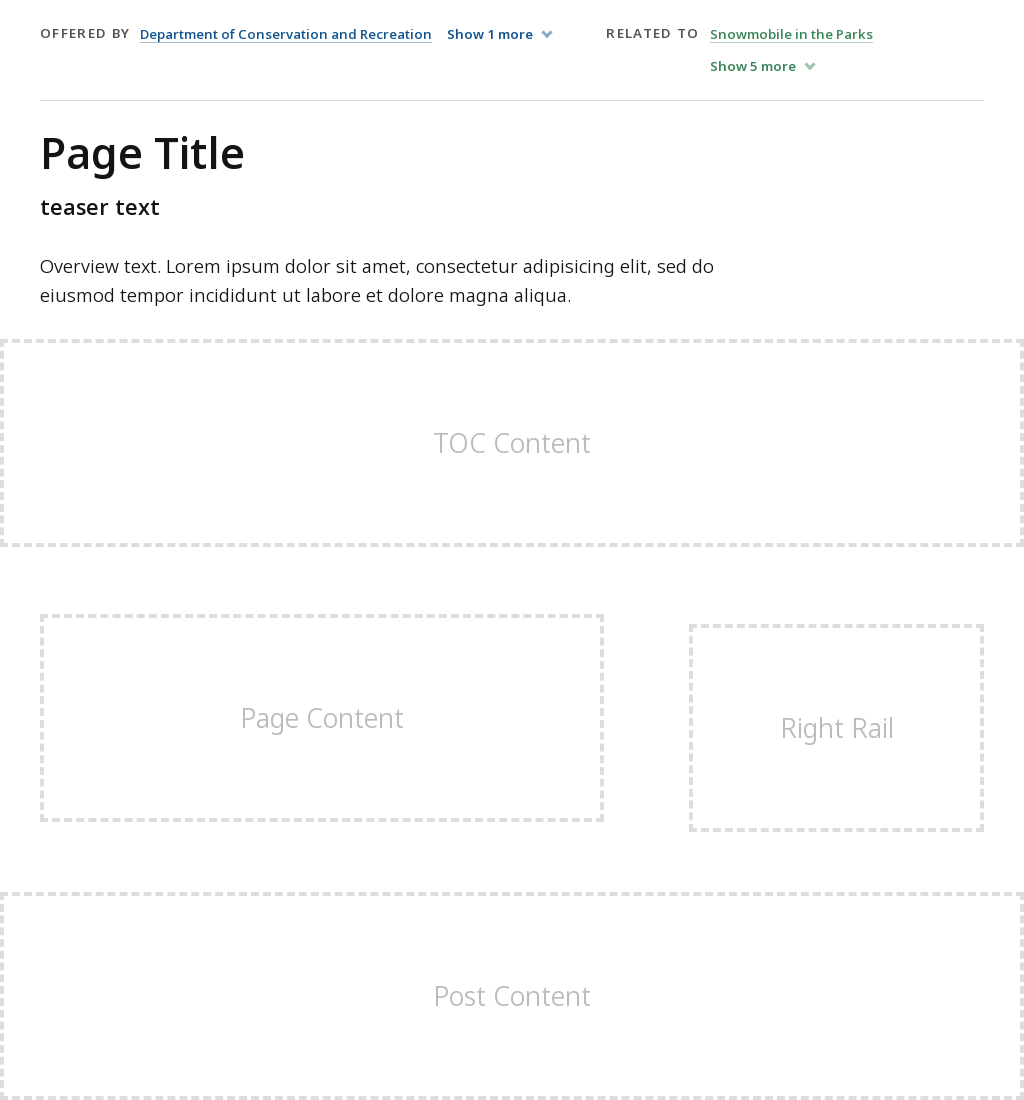 OFFERED BY Department of Conservation and Recreation Show 1 more
RELATED TO Snowmobile in the Parks
Show 5 more
Page Title
teaser text
Overview text. Lorem ipsum dolor sit amet, consectetur adipisicing elit, sed do
eiusmod tempor incididunt ut labore et dolore magna aliqua.
TOC Content
Page Content
Right Rail
Post Content